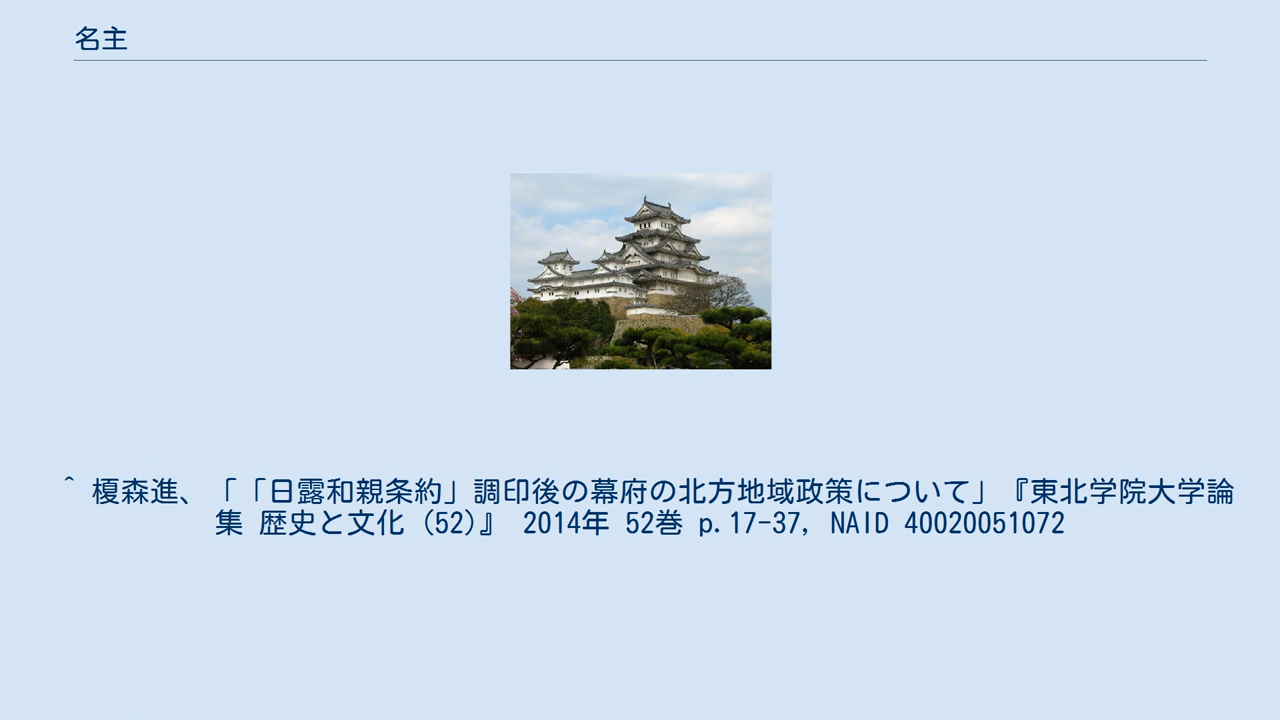 名主
^ 榎森進、「「日露和親条約」調印後の幕府の北方地域政策について」『東北学院大学論
集 歴史と文化 (52)』 2014年 52巻 p.17-37, NAID 40020051072